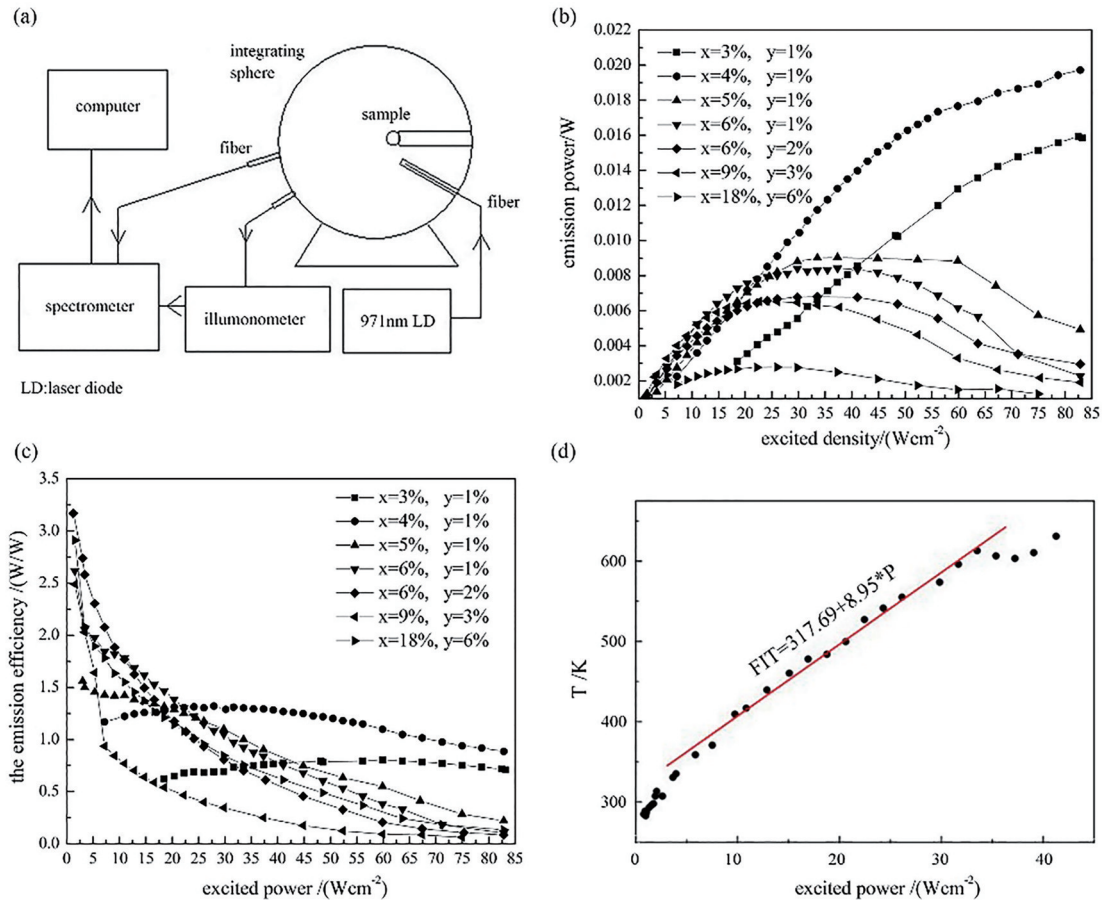 (a)
integrating
sphere
computer
sample
fiber
fiber
spectrometer
illumonometer
971nm LD
LD:laser diode
(b)
0.022
0.020
0.018
0.016
0.014
0.012
0.010
0.008
0.006
0.004
0.002
emission power/W
x=3%, y=1%
x=4%, y=1%
x=5%, y=1%
x=6%, y=1%
x=6%, y=2%
x=9%, y=3%
x=18%, y=6%
0 5 10 15 20 25 30 35 40 45 50 55 60 65 70 75 80 85
excited density/(Wcm-2)
(c)
3.5
3.0
2.5
2.0
1.5
1.0
0.5
0.0
the emission efficiency /(W/W)
x=3%, y=1%
x=4%, y=1%
x=5%, y=1%
x=6%, y=1%
x=6%, y=2%
x=9%, y=3%
x=18%, y=6%
0 5 10 15 20 25 30 35 40 45 50 55 60 65 70 75 80 85
excited power /(Wcm-2)
(d)
600
500
400
300
T /K
FIT=317.69+8.95*P
0 10 20 30 40
excited power /(Wcm-2)